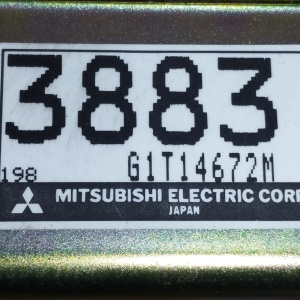 3883
198 G1T14672M
MITSUBISHI ELECTRIC CORP
JAPAN